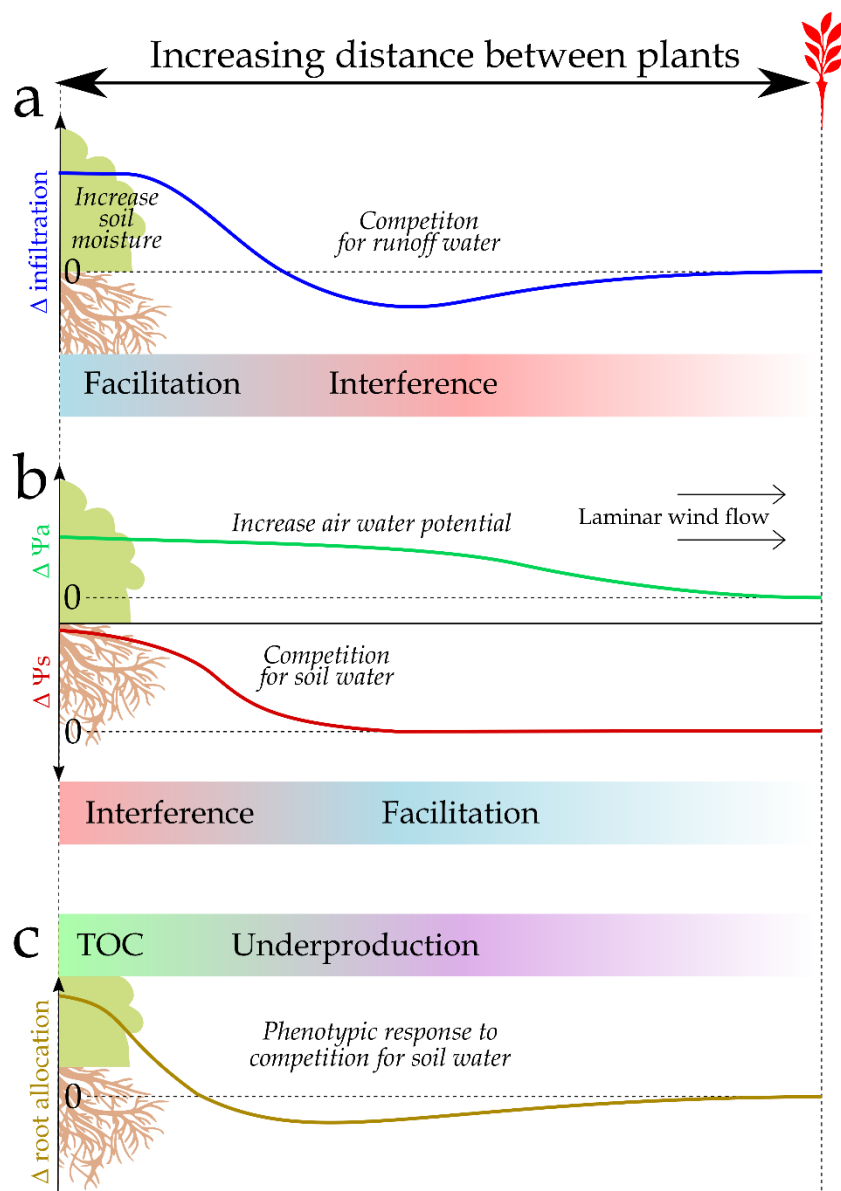 Increasing distance between plants
a
Δ infiltration
Increase
soil
moisture
Competiton
for runoff water
0
Facilitation
Interference
b
Δ Ψa
Increase air water potential
Laminar wind flow
0
Δ Ψs
Competition
for soil water
0
Interference
Facilitation
c
TOC
Underproduction
Δ root allocation
Phenotypic response to
competition for soil water
0